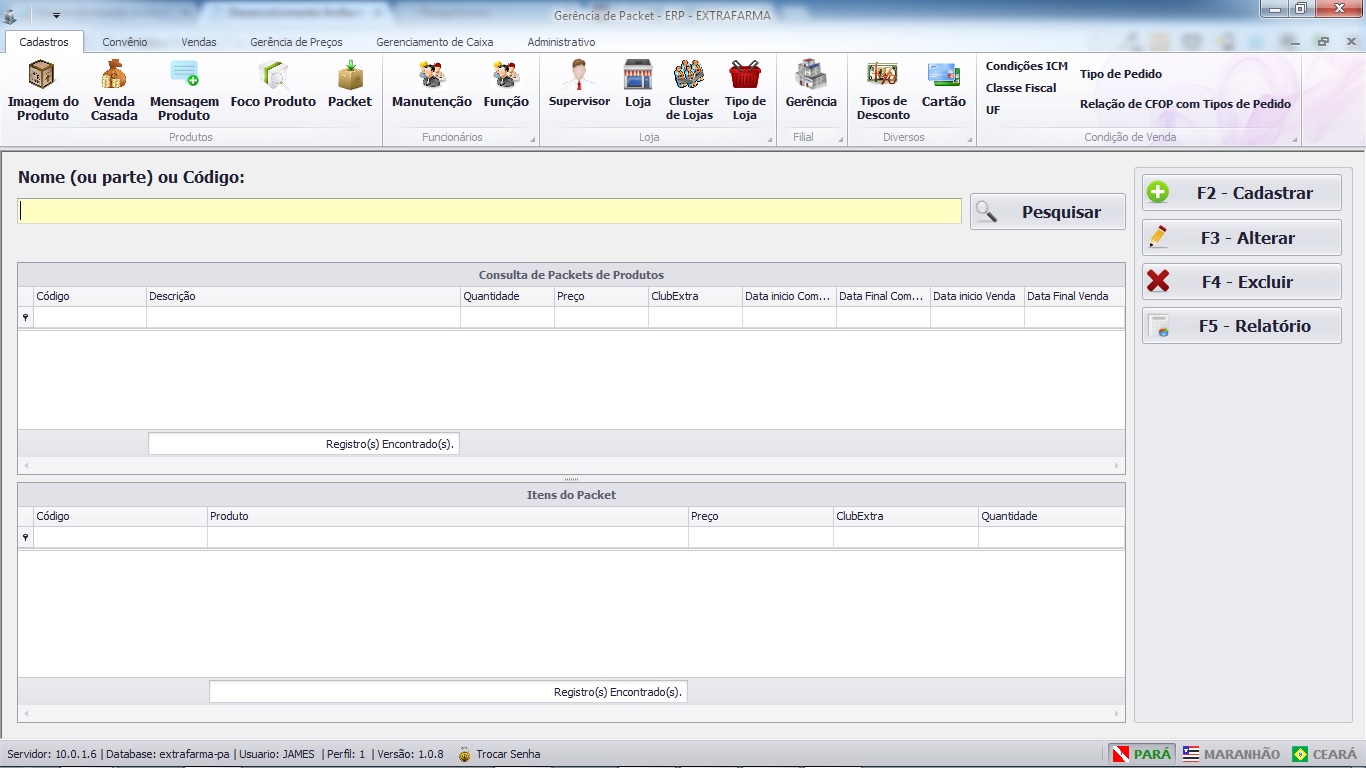 Gerência de Packet - ERP - EXTRAFARMA
Cadastros Convênio Vendas Gerência de Preços Gerenciamento de Caixa Administrativo
Imagem do Produto
Venda Casada
Mensagem Produto
Foco Produto
Packet
Produtos
Manutenção
Função
Funcionários
Supervisor
Loja
Cluster de Lojas
Tipo de Loja
Loja
Gerência
Filial
Tipos de Desconto
Cartão
Diversos
Condições ICM
Classe Fiscal
UF
Tipo de Pedido
Relação de CFOP com Tipos de Pedido
Condição de Venda
Nome (ou parte) ou Código:
Pesquisar
F2 - Cadastrar
F3 - Alterar
F4 - Excluir
F5 - Relatório
Consulta de Packets de Produtos
Código Descrição Quantidade Preço ClubExtra Data inicio Com... Data Final Com... Data inicio Venda Data Final Venda
Registro(s) Encontrado(s).
Itens do Packet
Código Produto Preço ClubExtra Quantidade
Registro(s) Encontrado(s).
Servidor: 10.0.1.6 | Database: extrafarma-pa | Usuario: JAMES | Perfil: 1 | Versão: 1.0.8 Trocar Senha PARÁ MARANHÃO CEARÁ